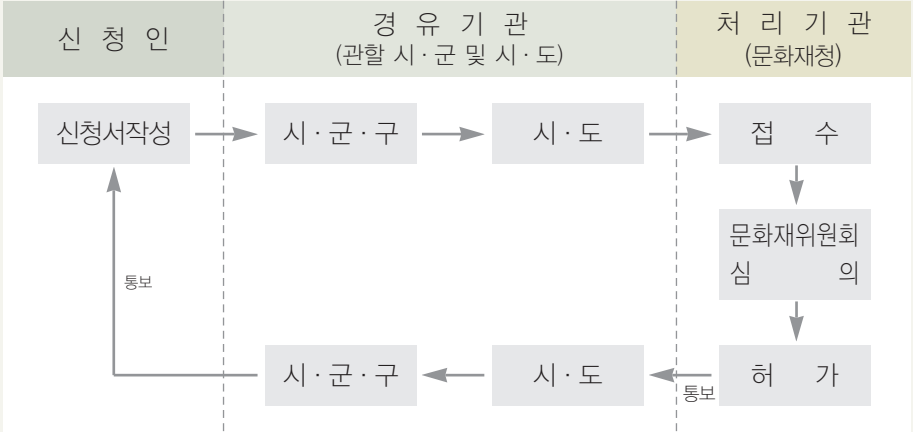 신 청 인
경 유 기 관
(관할 시·군 및 시·도)
처 리 기 관
(문화재청)
신청서작성
시·군·구
시·도
접 수
문화재위원회
심 의
통보
시·군·구
시·도
통보
허 가